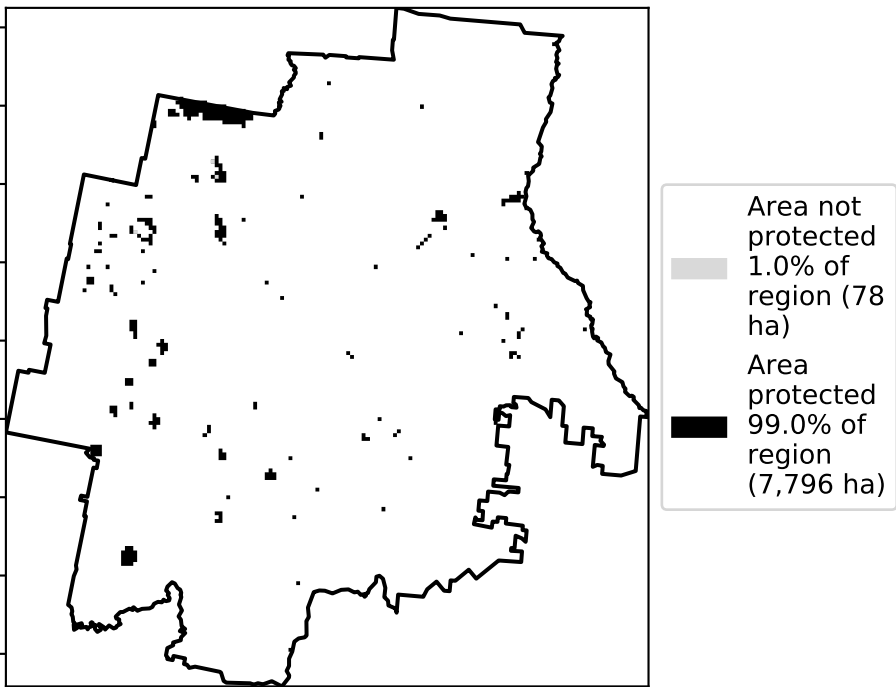 Area not
protected
1.0% of
region (78
ha)
Area
protected
99.0% of
region
(7,796 ha)